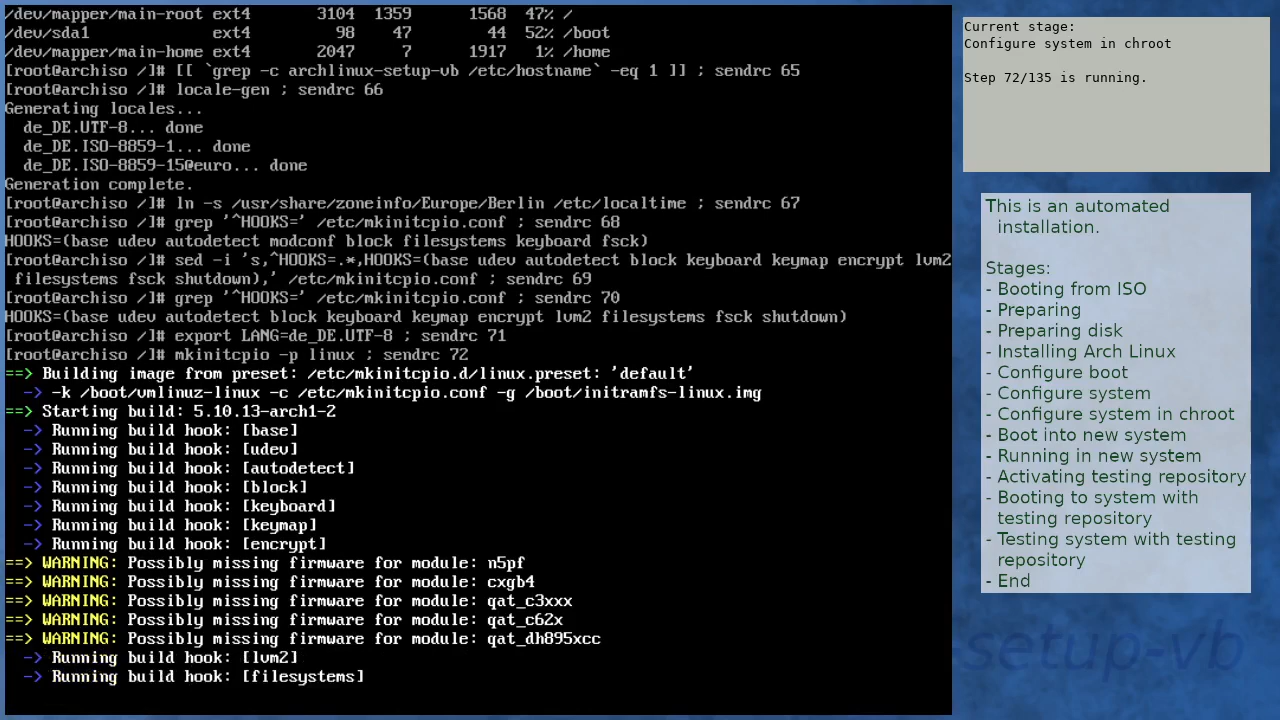 /dev/mapper/main-root ext4       3104  1359      1568  47% /
/dev/sda1             ext4         98    47        44  52% /boot
/dev/mapper/main-home ext4       2047     7      1917   1% /home
[root@archiso /]# [[ `grep -c archlinux-setup-vb /etc/hostname` -eq 1 ]] ; sendrc 65
[root@archiso /]# locale-gen ; sendrc 66
Generating locales...
  de_DE.UTF-8... done
  de_DE.ISO-8859-1... done
  de_DE.ISO-8859-15@euro... done
Generation complete.
[root@archiso /]# ln -s /usr/share/zoneinfo/Europe/Berlin /etc/localtime ; sendrc 67
[root@archiso /]# grep '^HOOKS=' /etc/mkinitcpio.conf ; sendrc 68
HOOKS=(base udev autodetect modconf block filesystems keyboard fsck)
[root@archiso /]# sed -i 's,^HOOKS=.*,HOOKS=(base udev autodetect block keyboard keymap encrypt lvm2
 filesystems fsck shutdown),' /etc/mkinitcpio.conf ; sendrc 69
[root@archiso /]# grep '^HOOKS=' /etc/mkinitcpio.conf ; sendrc 70
HOOKS=(base udev autodetect block keyboard keymap encrypt lvm2 filesystems fsck shutdown)
[root@archiso /]# export LANG=de_DE.UTF-8 ; sendrc 71
[root@archiso /]# mkinitcpio -p linux ; sendrc 72
==> Building image from preset: /etc/mkinitcpio.d/linux.preset: 'default'
  -> -k /boot/vmlinuz-linux -c /etc/mkinitcpio.conf -g /boot/initramfs-linux.img
==> Starting build: 5.10.13-arch1-2
  -> Running build hook: [base]
  -> Running build hook: [udev]
  -> Running build hook: [autodetect]
  -> Running build hook: [block]
  -> Running build hook: [keyboard]
  -> Running build hook: [keymap]
  -> Running build hook: [encrypt]
==> WARNING: Possibly missing firmware for module: n5pf
==> WARNING: Possibly missing firmware for module: cxgb4
==> WARNING: Possibly missing firmware for module: qat_c3xxx
==> WARNING: Possibly missing firmware for module: qat_c62x
==> WARNING: Possibly missing firmware for module: qat_dh895xcc
  -> Running build hook: [lvm2]
  -> Running build hook: [filesystems]
Current stage:
Configure system in chroot
Step 72/135 is running.
This is an automated
installation.
Stages:
- Booting from ISO
- Preparing
- Preparing disk
- Installing Arch Linux
- Configure boot
- Configure system
- Configure system in chroot
- Boot into new system
- Running in new system
- Activating testing repository
- Booting to system with
testing repository
- Testing system with testing
repository
- End
setup-vb